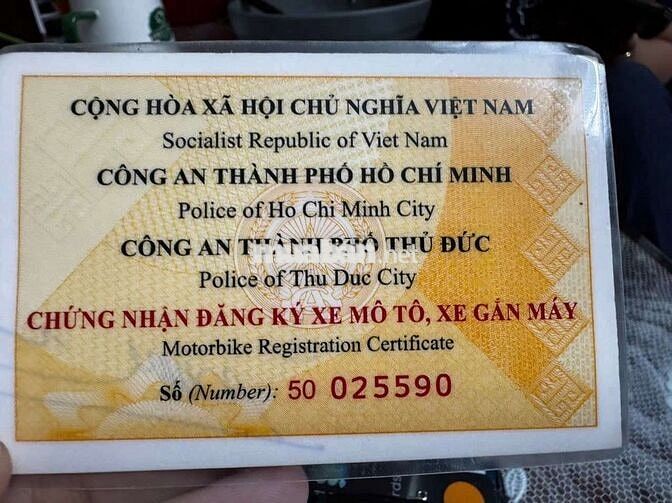 CỘNG HÒA XÃ HỘI CHỦ NGHĨA VIỆT NAM
Socialist Republic of Viet Nam
CÔNG AN THÀNH PHỐ HỒ CHÍ MINH
Police of Ho Chi Minh City
CÔNG AN THÀNH PHỐ THỦ ĐỨC
Police of Thu Duc City
CHỨNG NHẬN ĐĂNG KÝ XE MÔ TÔ, XE GẮN MÁY
Motorbike Registration Certificate
Số (Number): 50 025590